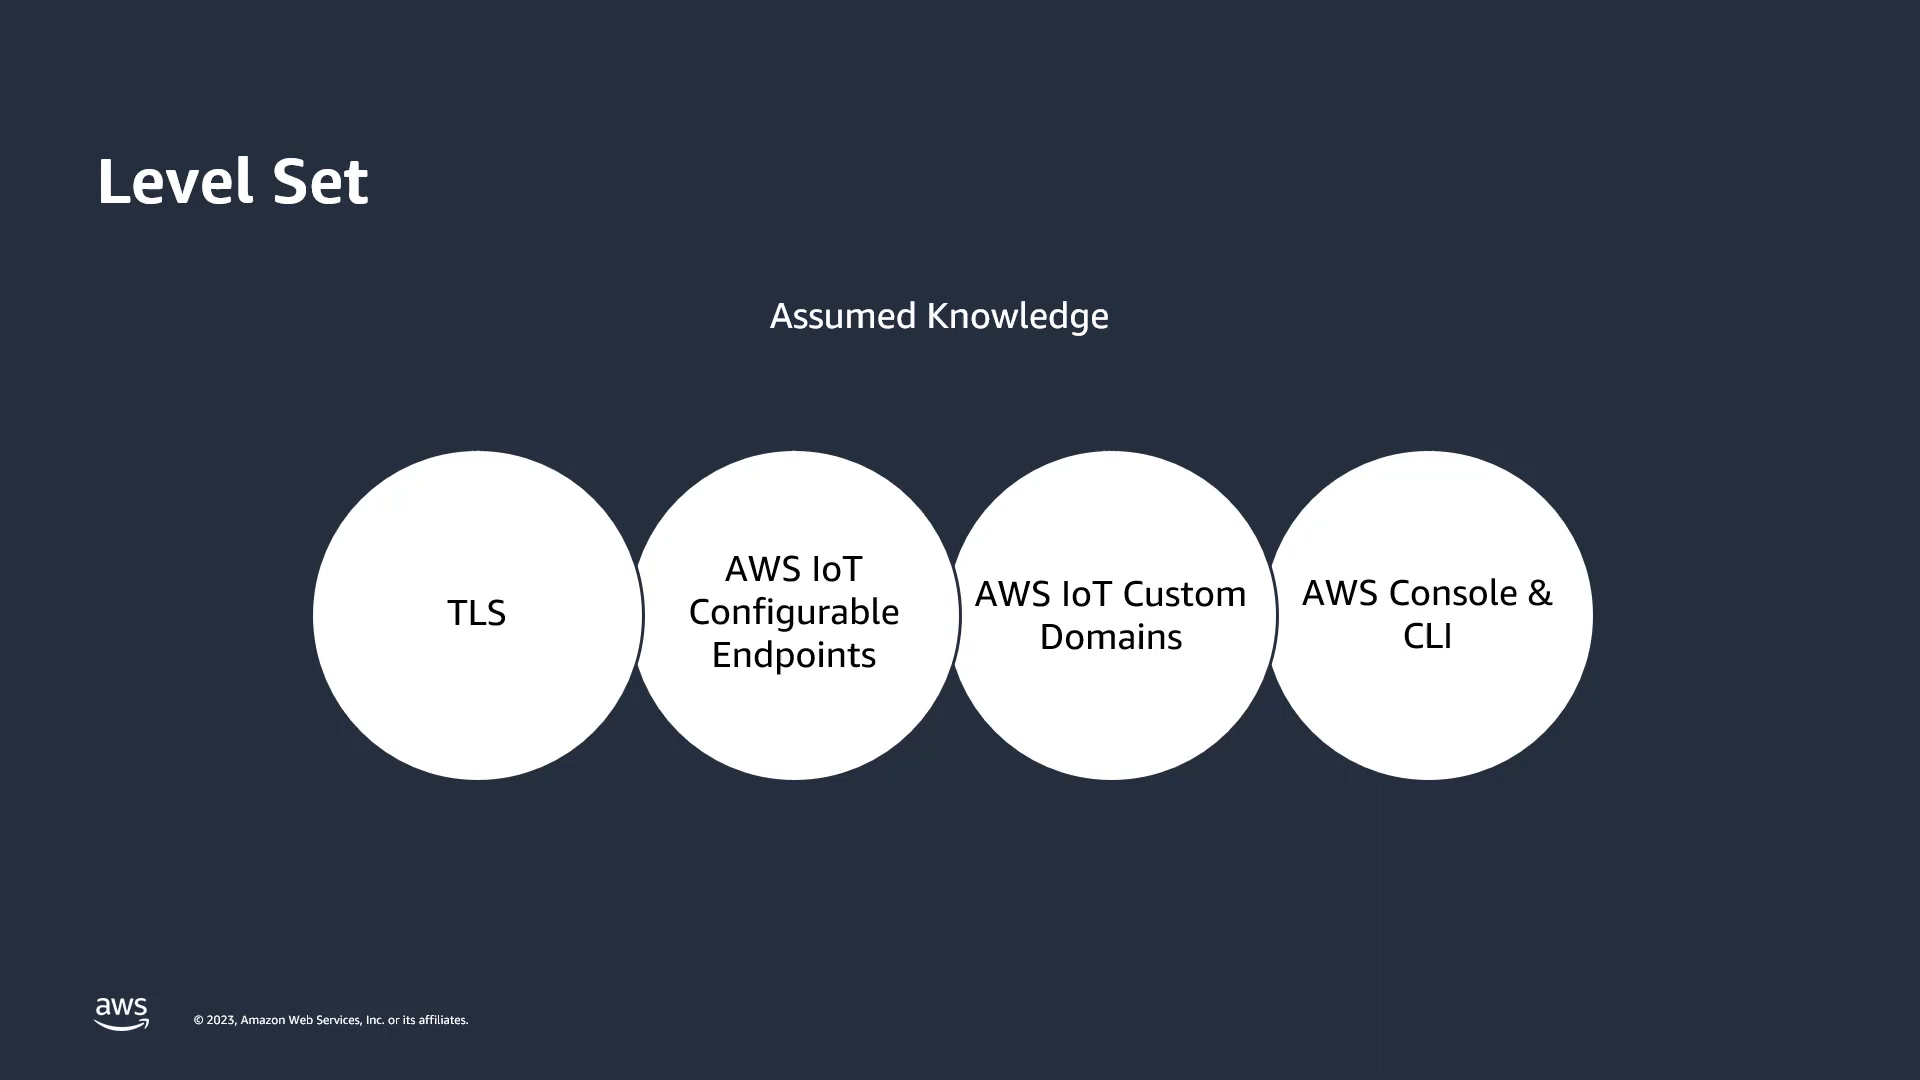 Level Set
Assumed Knowledge
TLS
AWS IoT
Configurable
Endpoints
AWS IoT Custom
Domains
AWS Console &
CLI
aws
© 2023, Amazon Web Services, Inc. or its affiliates.